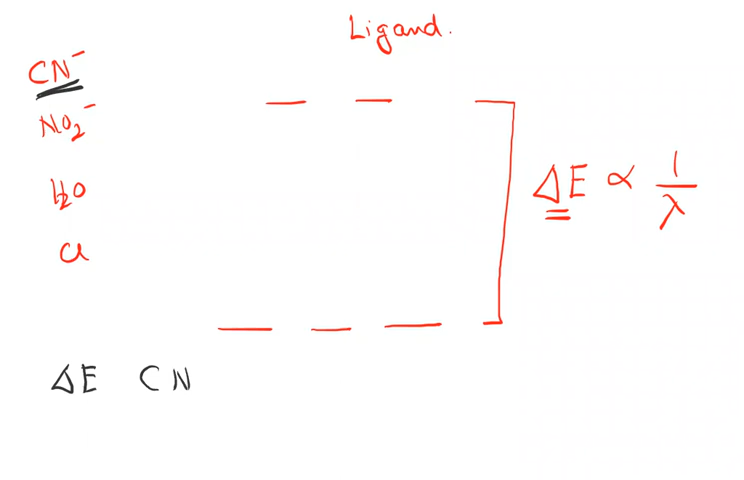 Ligand.
CN⁻
NO₂⁻
H₂O
Cl
ΔE ∝ 1/λ
ΔE CN